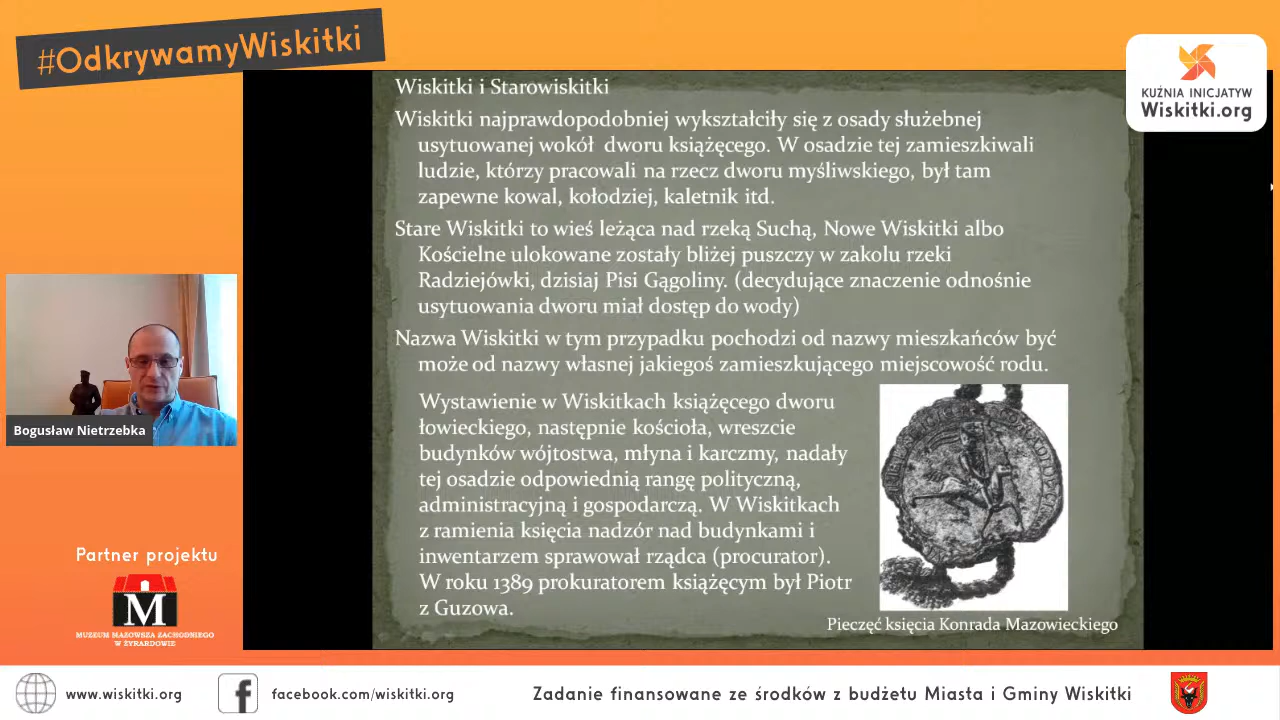 #OdkrywamyWiskitki
KUŹNIA INICJATYW
Wiskitki.org
Wiskitki i Starowiskitki
Wiskitki najprawdopodobniej wykształciły się z osady służebnej
usytuowanej wokół dworu książęcego. W osadzie tej zamieszkiwali
ludzie, którzy pracowali na rzecz dworu myśliwskiego, był tam
zapewne kowal, kołodziej, kaletnik itd.
Stare Wiskitki to wieś leżąca nad rzeką Suchą, Nowe Wiskitki albo
Kościelne ulokowane zostały bliżej puszczy w zakolu rzeki
Radziejówki, dzisiaj Pisi Gągoliny. (decydujące znaczenie odnośnie
usytuowania dworu miał dostęp do wody)
Nazwa Wiskitki w tym przypadku pochodzi od nazwy mieszkańców być
może od nazwy własnej jakiegoś zamieszkującego miejscowość rodu.
Wystawienie w Wiskitkach książęcego dworu
łowieckiego, następnie kościoła, wreszcie
budynków wójtostwa, młyna i karczmy, nadały
tej osadzie odpowiednią rangę polityczną,
administracyjną i gospodarczą. W Wiskitkach
z ramienia księcia nadzór nad budynkami i
inwentarzem sprawował rządca (procurator).
W roku 1389 prokuratorem książęcym był Piotr
z Guzowa.
Pieczęć księcia Konrada Mazowieckiego
Bogusław Nietrzebka
Partner projektu
M
MUZEUM MAZOWSZA ZACHODNIEGO
W ŻYRARDOWIE
www.wiskitki.org
facebook.com/wiskitki.org
Zadanie finansowane ze środków z budżetu Miasta i Gminy Wiskitki